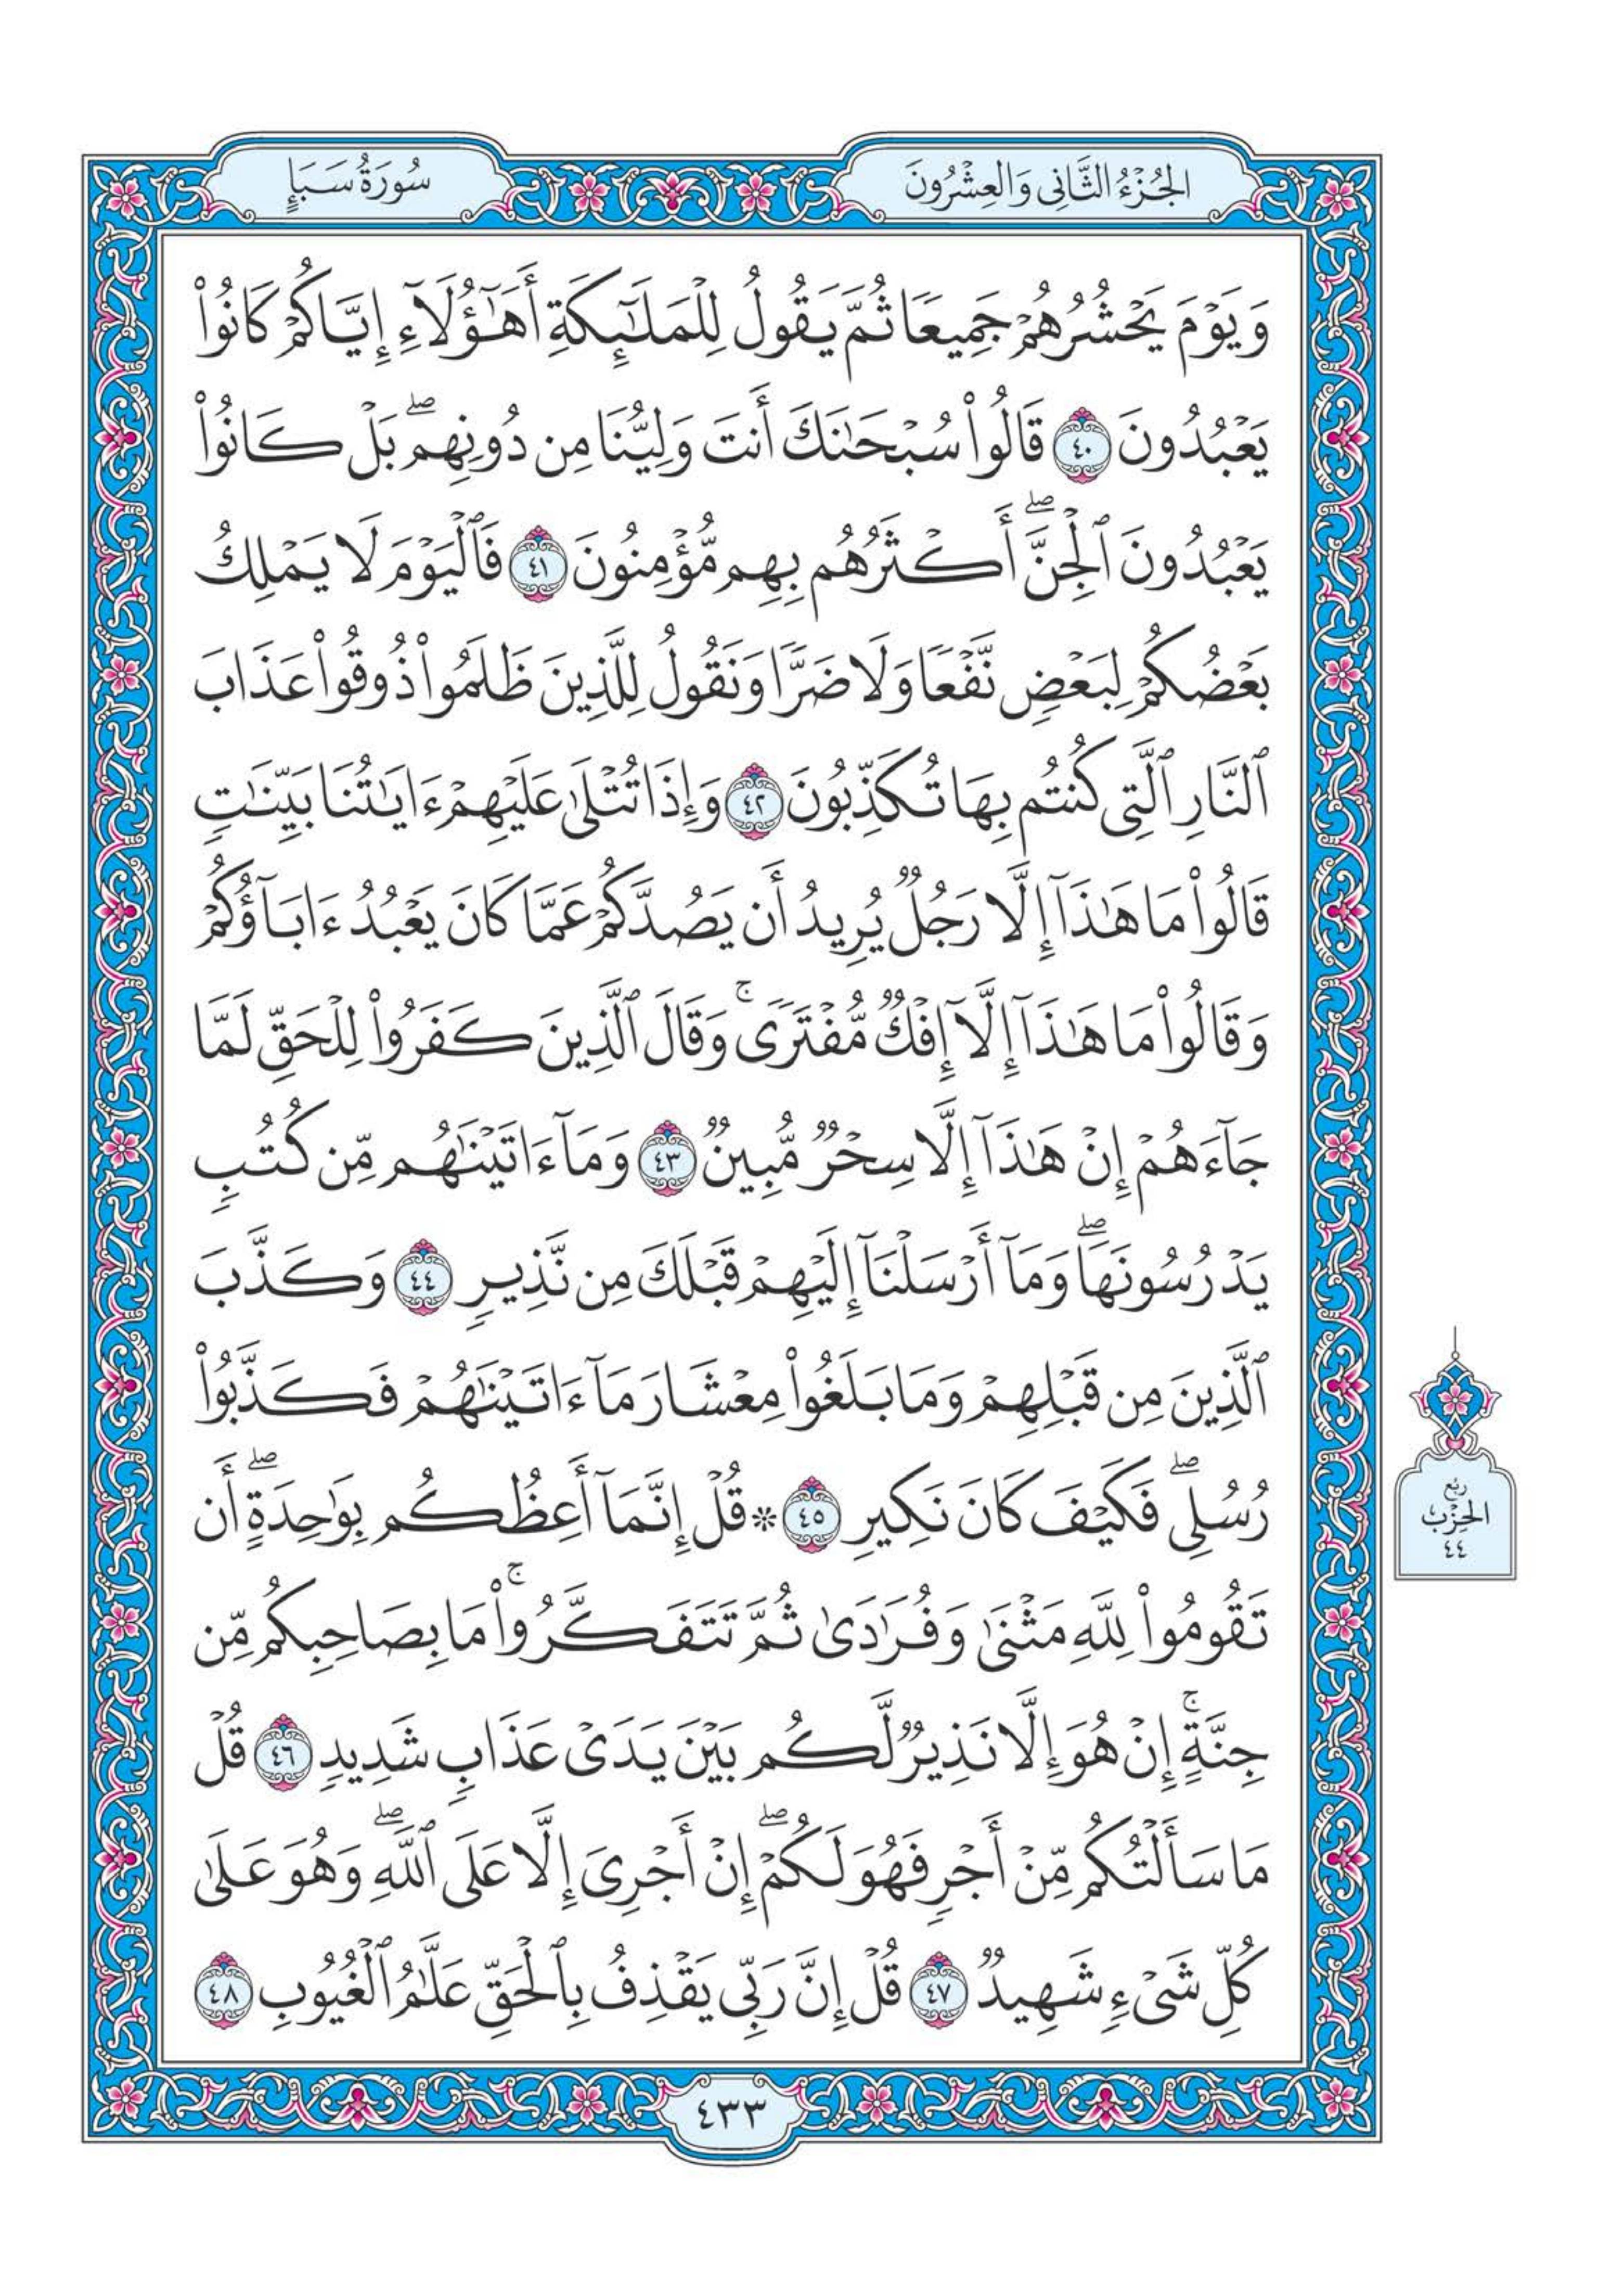 الجُزْءُ الثَّانِى وَالعِشْرُونَ
سُورَةُ سَبَإٍ
وَيَوْمَ يَحْشُرُهُمْ جَمِيعًا ثُمَّ يَقُولُ لِلْمَلَٰٓئِكَةِ أَهَٰٓؤُلَآءِ إِيَّاكُمْ كَانُوا۟
يَعْبُدُونَ ٤٠ قَالُوا۟ سُبْحَٰنَكَ أَنتَ وَلِيُّنَا مِن دُونِهِمۖ بَلْ كَانُوا۟
يَعْبُدُونَ ٱلْجِنَّۖ أَكْثَرُهُم بِهِم مُّؤْمِنُونَ ٤١ فَٱلْيَوْمَ لَا يَمْلِكُ
بَعْضُكُمْ لِبَعْضٍ نَّفْعًا وَلَا ضَرًّا وَنَقُولُ لِلَّذِينَ ظَلَمُوا۟ ذُوقُوا۟ عَذَابَ
ٱلنَّارِ ٱلَّتِى كُنتُم بِهَا تُكَذِّبُونَ ٤٢ وَإِذَا تُتْلَىٰ عَلَيْهِمْ ءَايَٰتُنَا بَيِّنَٰتٍ
قَالُوا۟ مَا هَٰذَآ إِلَّا رَجُلٌ يُرِيدُ أَن يَصُدَّكُمْ عَمَّا كَانَ يَعْبُدُ ءَابَآؤُكُمْ
وَقَالُوا۟ مَا هَٰذَآ إِلَّآ إِفْكٌ مُّفْتَرًىۚ وَقَالَ ٱلَّذِينَ كَفَرُوا۟ لِلْحَقِّ لَمَّا
جَآءَهُمْ إِنْ هَٰذَآ إِلَّا سِحْرٌ مُّبِينٌ ٤٣ وَمَآ ءَاتَيْنَٰهُم مِّن كُتُبٍ
يَدْرُسُونَهَاۖ وَمَآ أَرْسَلْنَآ إِلَيْهِمْ قَبْلَكَ مِن نَّذِيرٍ ٤٤ وَكَذَّبَ
ٱلَّذِينَ مِن قَبْلِهِمْ وَمَا بَلَغُوا۟ مِعْشَارَ مَآ ءَاتَيْنَٰهُمْ فَكَذَّبُوا۟
رُسُلِىۖ فَكَيْفَ كَانَ نَكِيرِ ٤٥ * قُلْ إِنَّمَآ أَعِظُكُم بِوَٰحِدَةٍۖ أَن
تَقُومُوا۟ لِلَّهِ مَثْنَىٰ وَفُرَٰدَىٰ ثُمَّ تَتَفَكَّرُوا۟ۚ مَا بِصَاحِبِكُم مِّن
جِنَّةٍۚ إِنْ هُوَ إِلَّا نَذِيرٌ لَّكُم بَيْنَ يَدَىْ عَذَابٍ شَدِيدٍ ٤٦ قُلْ
مَا سَأَلْتُكُم مِّنْ أَجْرٍ فَهُوَ لَكُمْۖ إِنْ أَجْرِىَ إِلَّا عَلَى ٱللَّهِۖ وَهُوَ عَلَىٰ
كُلِّ شَىْءٍ شَهِيدٌ ٤٧ قُلْ إِنَّ رَبِّى يَقْذِفُ بِٱلْحَقِّ عَلَّٰمُ ٱلْغُيُوبِ ٤٨
ربع
الحِزْب
٤٤
٤٣٣